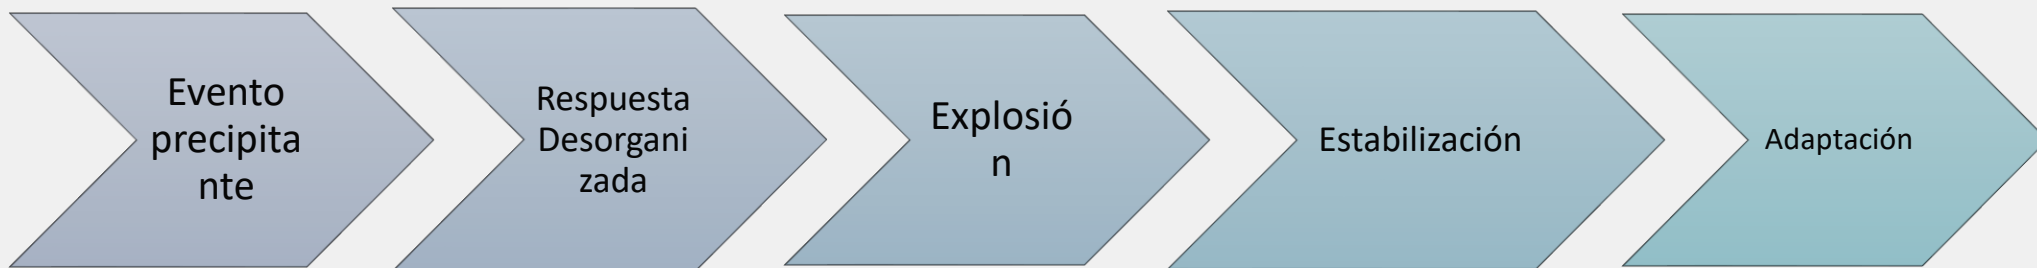 Evento
precipita
nte
Respuesta
Desorgani
zada
Explosió
n
Estabilización
Adaptación